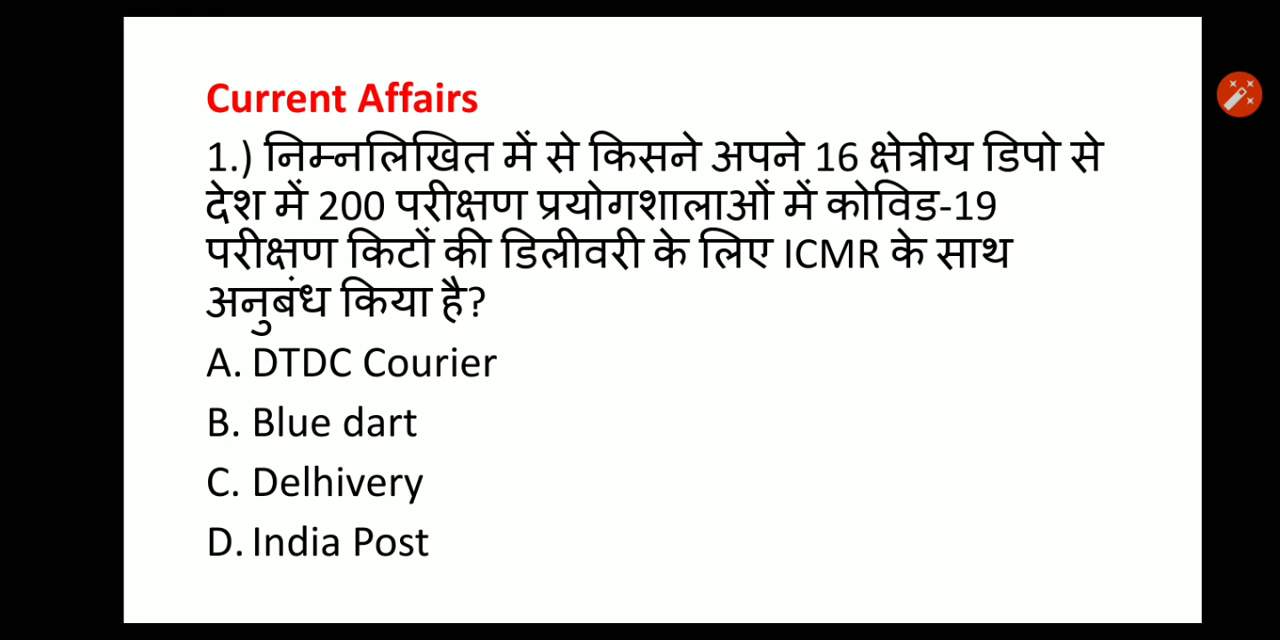 Current Affairs
1.) निम्नलिखित में से किसने अपने 16 क्षेत्रीय डिपो से
देश में 200 परीक्षण प्रयोगशालाओं में कोविड-19
परीक्षण किटों की डिलीवरी के लिए ICMR के साथ
अनुबंध किया है?
A. DTDC Courier
B. Blue dart
C. Delhivery
D. India Post